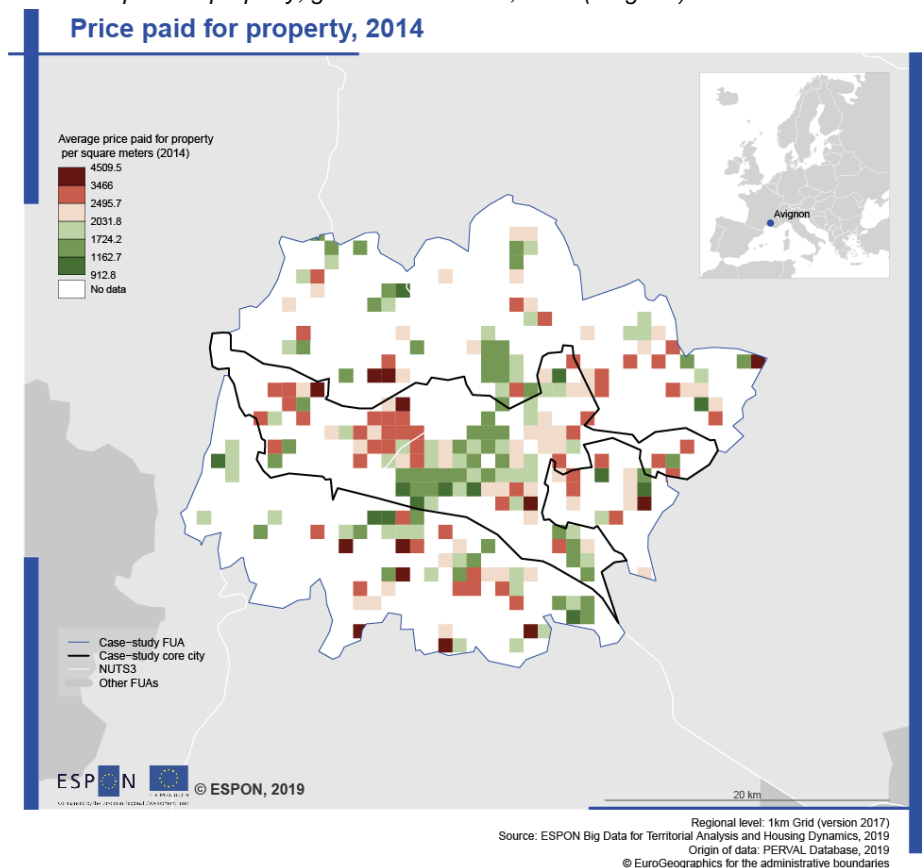 Price paid for property, 2014
Avignon
Average price paid for property
per square meters (2014)
4509.5
3466
2495.7
2031.8
1724.2
1162.7
912.8
No data
Case-study FUA
Case-study core city
NUTS3
Other FUAs
ESPON
© ESPON, 2019
20 km
Regional level: 1km Grid (version 2017)
Source: ESPON Big Data for Territorial Analysis and Housing Dynamics, 2019
Origin of data: PERVAL Database, 2019
© EuroGeographics for the administrative boundaries